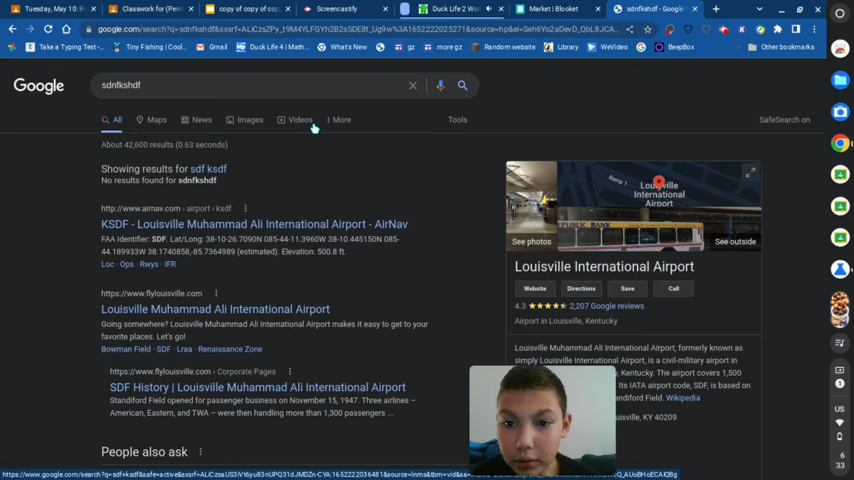 Tuesday, May 10: R
Classwork for (Perio
copy of copy of cop
Screencastify
Duck Life 2 Wor
Market | Blooket
sdnfkshdf - Google
Take a Typing Test -
Tiny Fishing | Cool...
Gmail
Duck Life 4 | Math...
What's New
gz
more gz
Random website
Library
WeVideo
BeepBox
Other bookmarks
Google
sdnfkshdf
All
Maps
News
Images
Videos
More
Tools
SafeSearch on
About 42,600 results (0.63 seconds)
Showing results for sdf ksdf
No results found for sdnfkshdf
http://www.airnav.com › airport › ksdf
KSDF - Louisville Muhammad Ali International Airport - AirNav
FAA Identifier: SDF. Lat/Long: 38-10-26.7090N 085-44-11.3960W 38-10.445150N 085-
44.189933W 38.1740858,-85.7364989 (estimated). Elevation: 500.8 ft.
Loc · Ops · Rwys · IFR
https://www.flylouisville.com
Louisville Muhammad Ali International Airport
Going somewhere? Louisville Muhammad Ali International Airport makes it easy to get to your
favorite places. Let's go!
Bowman Field · SDF · Lraa · Renaissance Zone
https://www.flylouisville.com › Corporate Pages
SDF History | Louisville Muhammad Ali International Airport
Standiford Field opened for passenger business on November 15, 1947. Three airlines –
American, Eastern, and TWA – were then handling more than 1,300 passengers ...
People also ask
Ramp 1
Louisville
International
Airport
PUBLIC BANK
See photos
See outside
Louisville International Airport
Website
Directions
Save
Call
4.3
2,207 Google reviews
Airport in Louisville, Kentucky
Louisville Muhammad Ali International Airport, formerly known as
simply Louisville International Airport, is a civil-military airport in
, Kentucky. The airport covers 1,500
Its IATA airport code, SDF, is based on
andiford Field. Wikipedia
uisville, KY 40209
US
6
33